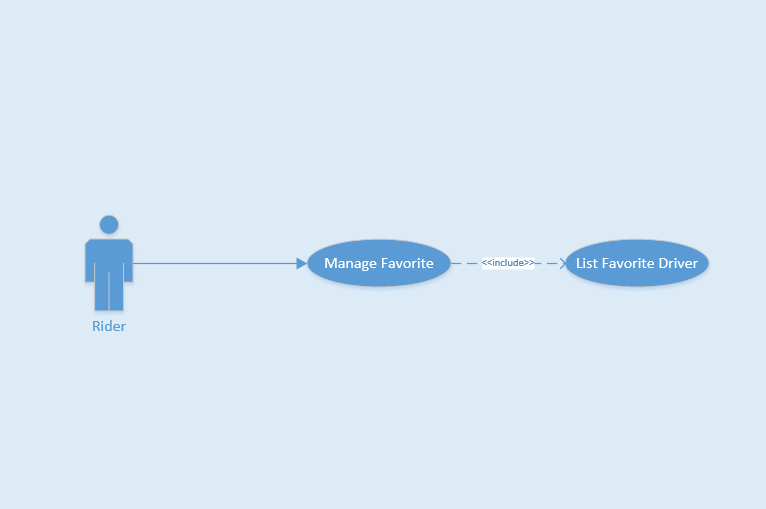 Manage Favorite
<<include>>
List Favorite Driver
Rider